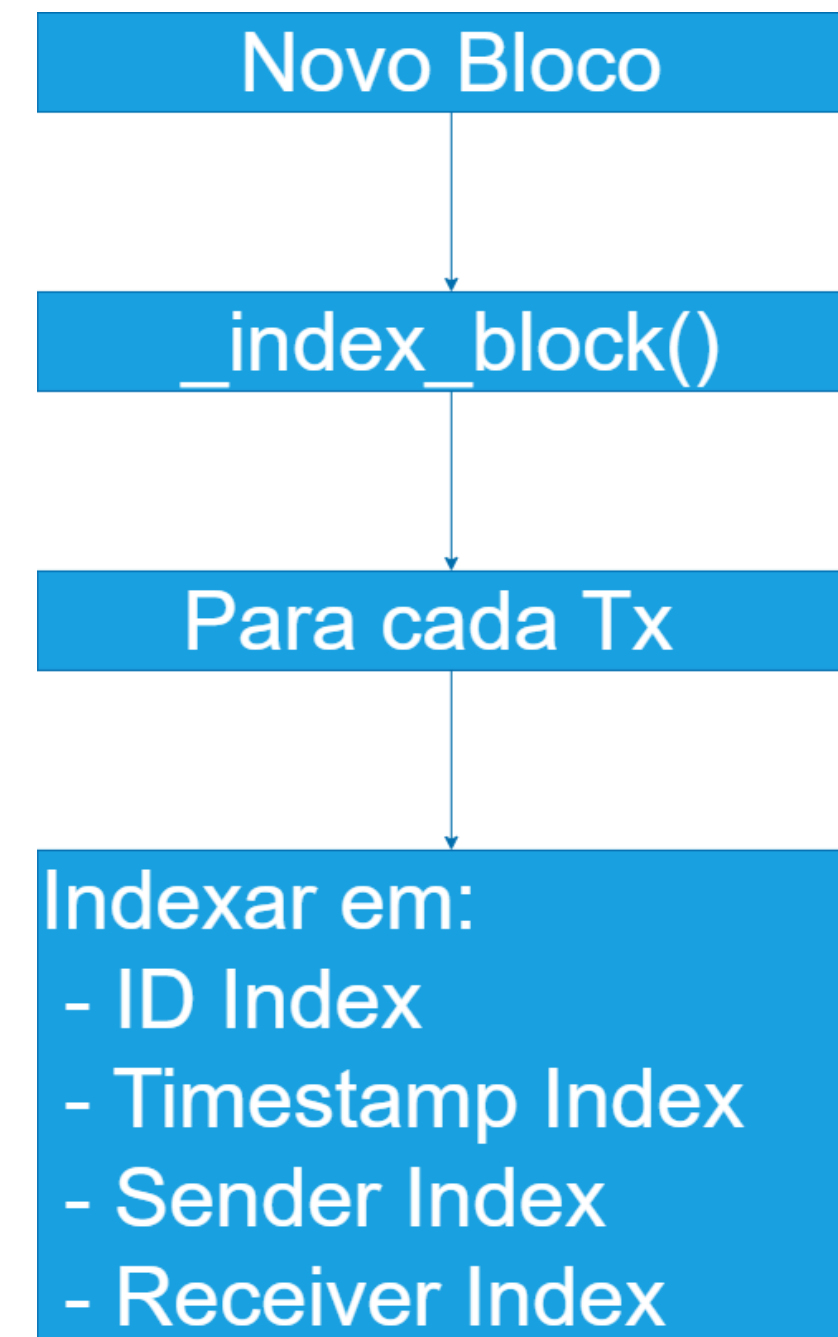 Novo Bloco
_index_block()
Para cada Tx
Indexar em:
- ID Index
- Timestamp Index
- Sender Index
- Receiver Index